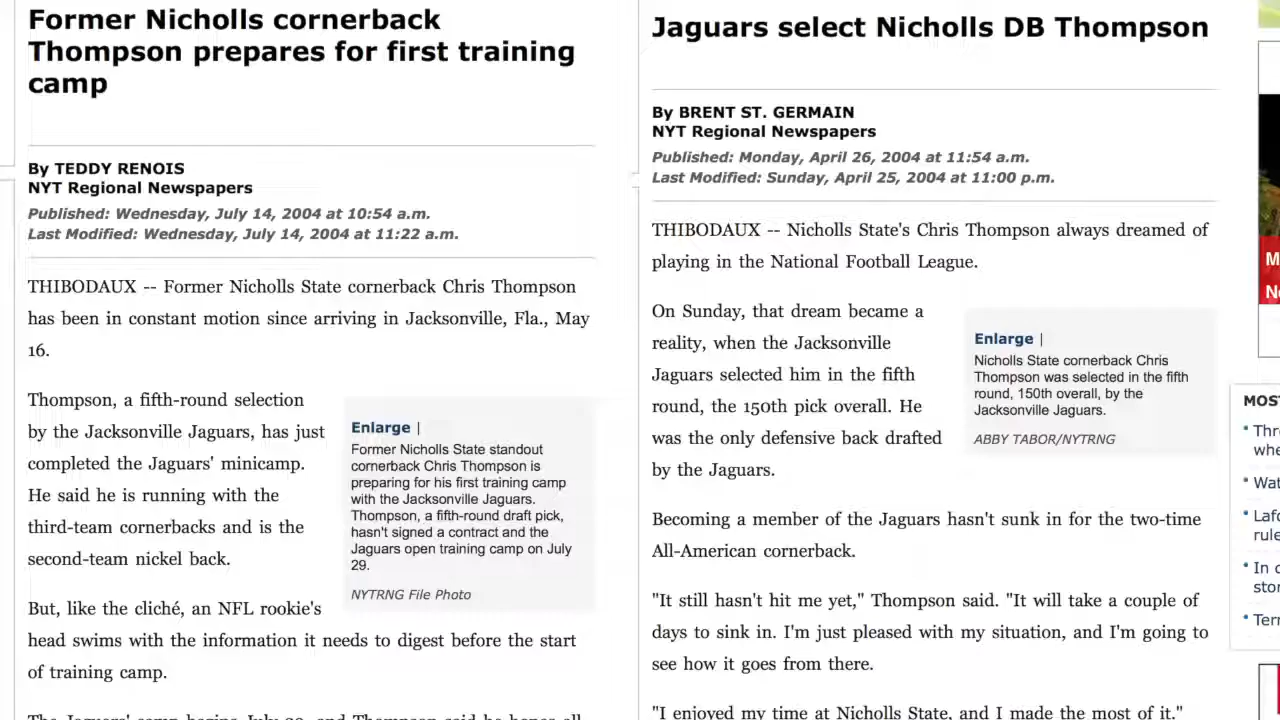 Former Nicholls cornerback
Thompson prepares for first training
camp
By TEDDY RENOIS
NYT Regional Newspapers
Published: Wednesday, July 14, 2004 at 10:54 a.m.
Last Modified: Wednesday, July 14, 2004 at 11:22 a.m.
THIBODAUX -- Former Nicholls State cornerback Chris Thompson
has been in constant motion since arriving in Jacksonville, Fla., May
16.
Thompson, a fifth-round selection
by the Jacksonville Jaguars, has just
completed the Jaguars' minicamp.
He said he is running with the
third-team cornerbacks and is the
second-team nickel back.
Enlarge |
Former Nicholls State standout
cornerback Chris Thompson is
preparing for his first training camp
with the Jacksonville Jaguars.
Thompson, a fifth-round draft pick,
hasn't signed a contract and the
Jaguars open training camp on July
29.
NYTRNG File Photo
But, like the cliché, an NFL rookie's
head swims with the information it needs to digest before the start
of training camp.
The Jaguars' camp begins July 29, and Thompson said he hopes all
Jaguars select Nicholls DB Thompson
By BRENT ST. GERMAIN
NYT Regional Newspapers
Published: Monday, April 26, 2004 at 11:54 a.m.
Last Modified: Sunday, April 25, 2004 at 11:00 p.m.
THIBODAUX -- Nicholls State's Chris Thompson always dreamed of
playing in the National Football League.
On Sunday, that dream became a
reality, when the Jacksonville
Jaguars selected him in the fifth
round, the 150th pick overall. He
was the only defensive back drafted
by the Jaguars.
Enlarge |
Nicholls State cornerback Chris
Thompson was selected in the fifth
round, 150th overall, by the
Jacksonville Jaguars.
ABBY TABOR/NYTRNG
Becoming a member of the Jaguars hasn't sunk in for the two-time
All-American cornerback.
"It still hasn't hit me yet," Thompson said. "It will take a couple of
days to sink in. I'm just pleased with my situation, and I'm going to
see how it goes from there.
"I enjoyed my time at Nicholls State, and I made the most of it."